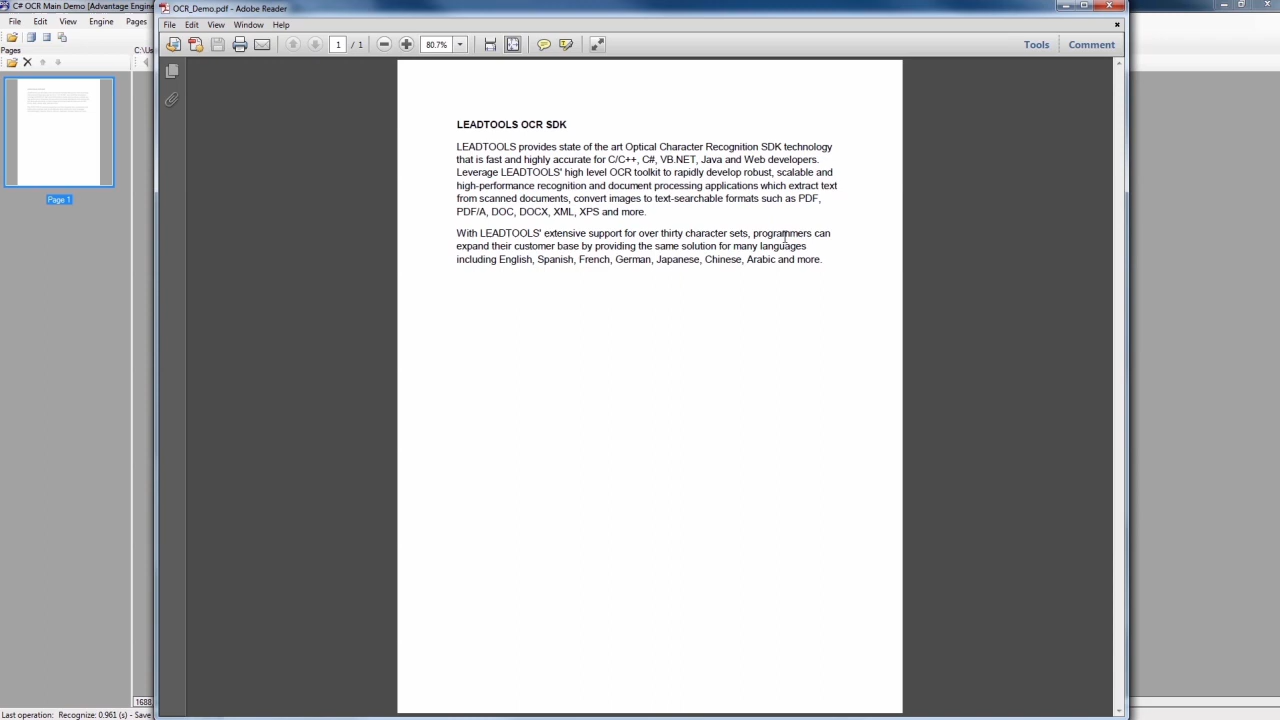 C# OCR Main Demo [Advantage Engine
File Edit View Engine Pages
Pages
C:\Us
Page 1
1688
Last operation: Recognize: 0.961 (s) - Save:
OCR_Demo.pdf - Adobe Reader
File Edit View Window Help
1 / 1 80.7% Tools Comment
LEADTOOLS OCR SDK
LEADTOOLS provides state of the art Optical Character Recognition SDK technology
that is fast and highly accurate for C/C++, C#, VB.NET, Java and Web developers.
Leverage LEADTOOLS' high level OCR toolkit to rapidly develop robust, scalable and
high-performance recognition and document processing applications which extract text
from scanned documents, convert images to text-searchable formats such as PDF,
PDF/A, DOC, DOCX, XML, XPS and more.
With LEADTOOLS' extensive support for over thirty character sets, programmers can
expand their customer base by providing the same solution for many languages
including English, Spanish, French, German, Japanese, Chinese, Arabic and more.